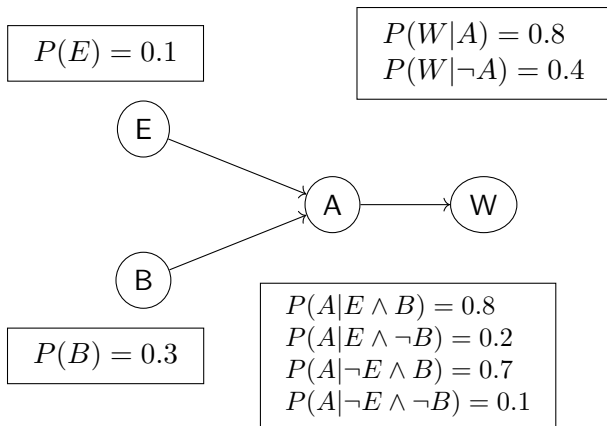 P(E) = 0.1
P(W|A) = 0.8
P(W|¬A) = 0.4
E
A
W
B
P(B) = 0.3
P(A|E ∧ B) = 0.8
P(A|E ∧ ¬B) = 0.2
P(A|¬E ∧ B) = 0.7
P(A|¬E ∧ ¬B) = 0.1